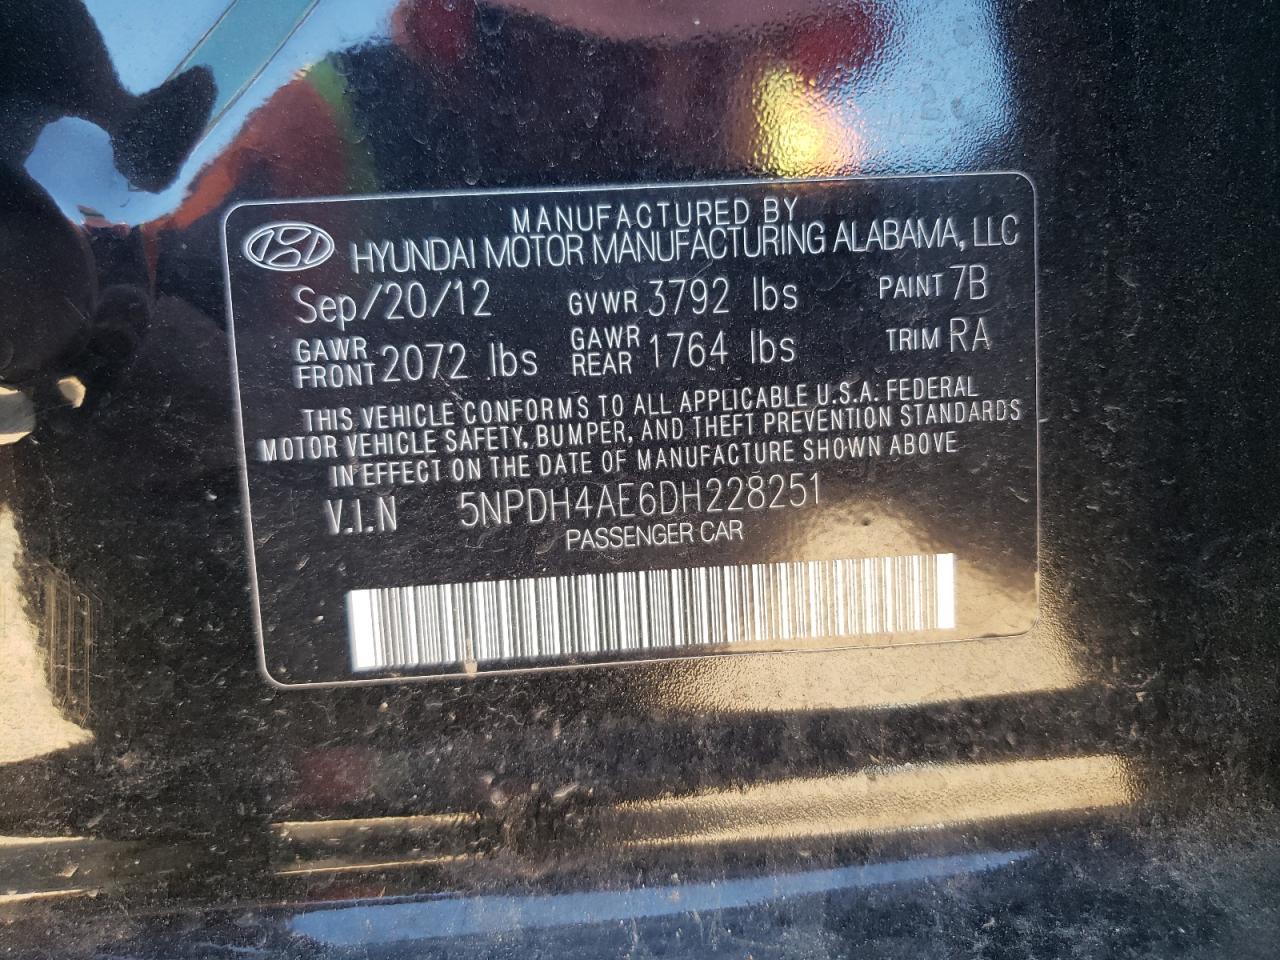 MANUFACTURED BY
HYUNDAI MOTOR MANUFACTURING ALABAMA, LLC
Sep/20/12 GVWR 3792 lbs PAINT 7B
GAWR FRONT 2072 lbs GAWR REAR 1764 lbs TRIM RA
THIS VEHICLE CONFORMS TO ALL APPLICABLE U.S.A. FEDERAL
MOTOR VEHICLE SAFETY, BUMPER, AND THEFT PREVENTION STANDARDS
IN EFFECT ON THE DATE OF MANUFACTURE SHOWN ABOVE
V.I.N 5NPDH4AE6DH228251
PASSENGER CAR